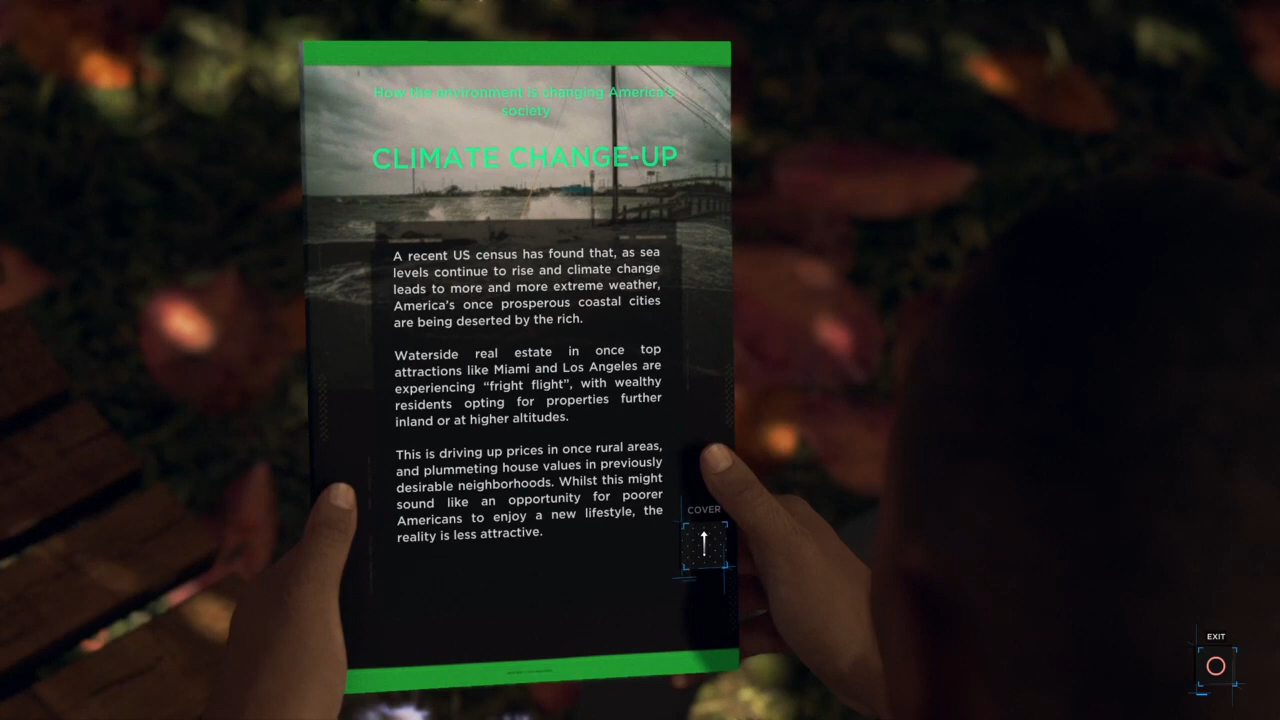 How the environment is changing America's
society
CLIMATE CHANGE-UP
A recent US census has found that, as sea
levels continue to rise and climate change
leads to more and more extreme weather,
America's once prosperous coastal cities
are being deserted by the rich.
Waterside real estate in once top
attractions like Miami and Los Angeles are
experiencing “fright flight”, with wealthy
residents opting for properties further
inland or at higher altitudes.
This is driving up prices in once rural areas,
and plummeting house values in previously
desirable neighborhoods. Whilst this might
sound like an opportunity for poorer
Americans to enjoy a new lifestyle, the
reality is less attractive.
COVER
EXIT